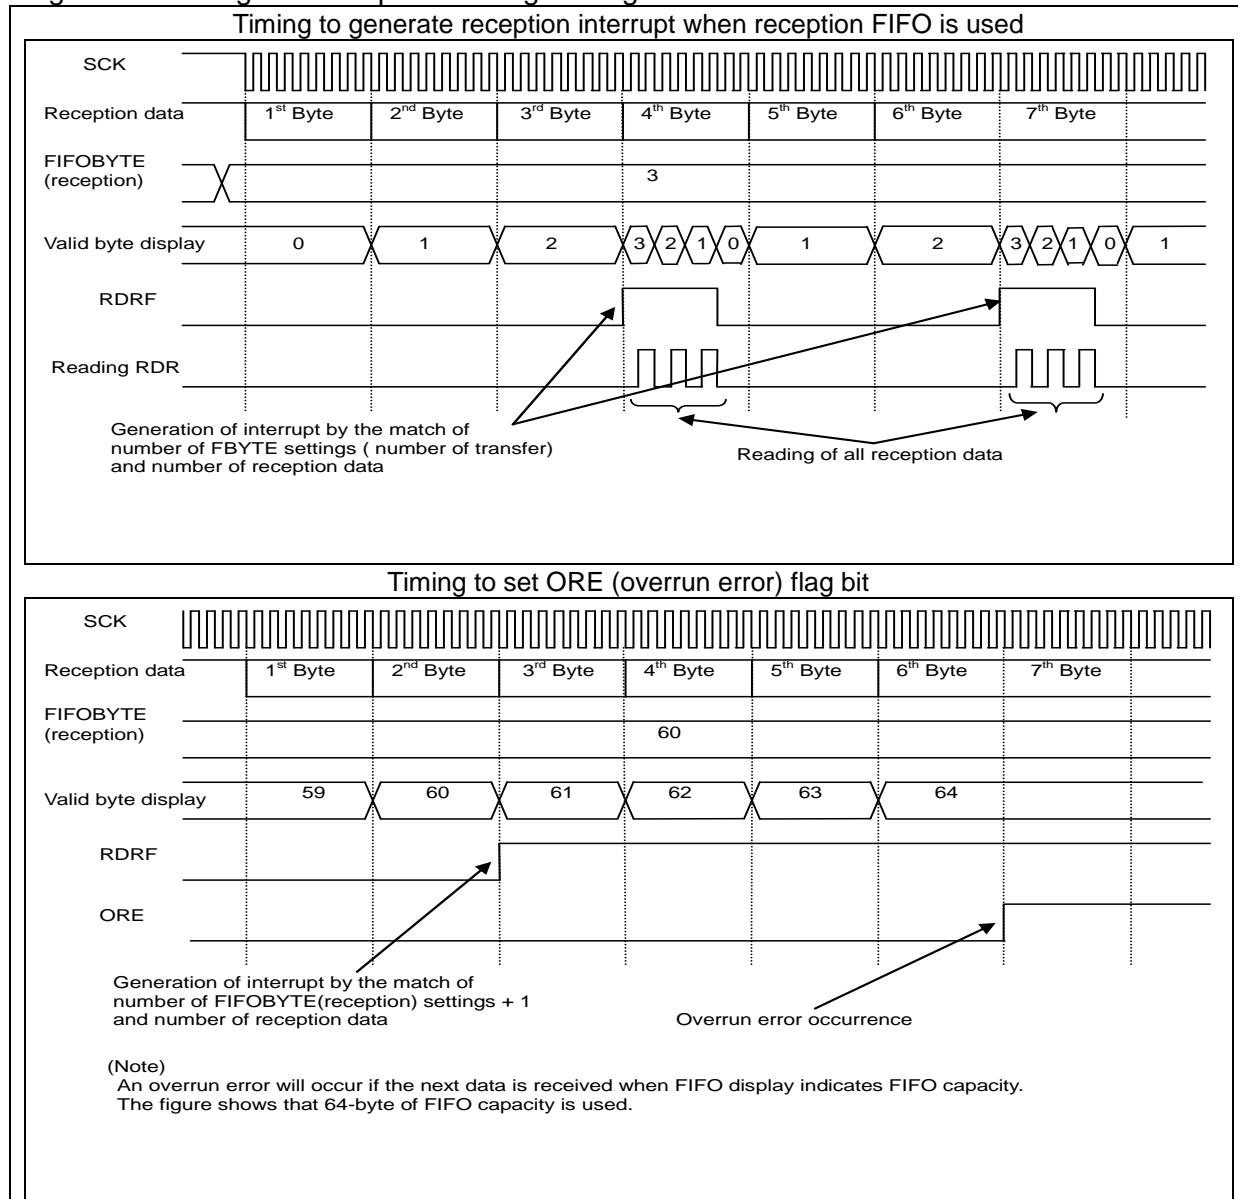 Timing to generate reception interrupt when reception FIFO is used
SCK
Reception data
1st Byte 2nd Byte 3rd Byte 4th Byte 5th Byte 6th Byte 7th Byte
FIFOBYTE
(reception)
3
Valid byte display
0 1 2 3 2 1 0 1 2 3 2 1 0 1
RDRF
Reading RDR
Generation of interrupt by the match of
number of FBYTE settings ( number of transfer)
and number of reception data
Reading of all reception data
Timing to set ORE (overrun error) flag bit
SCK
Reception data
1st Byte 2nd Byte 3rd Byte 4th Byte 5th Byte 6th Byte 7th Byte
FIFOBYTE
(reception)
60
Valid byte display
59 60 61 62 63 64
RDRF
ORE
Generation of interrupt by the match of
number of FIFOBYTE(reception) settings + 1
and number of reception data
Overrun error occurrence
(Note)
An overrun error will occur if the next data is received when FIFO display indicates FIFO capacity.
The figure shows that 64-byte of FIFO capacity is used.